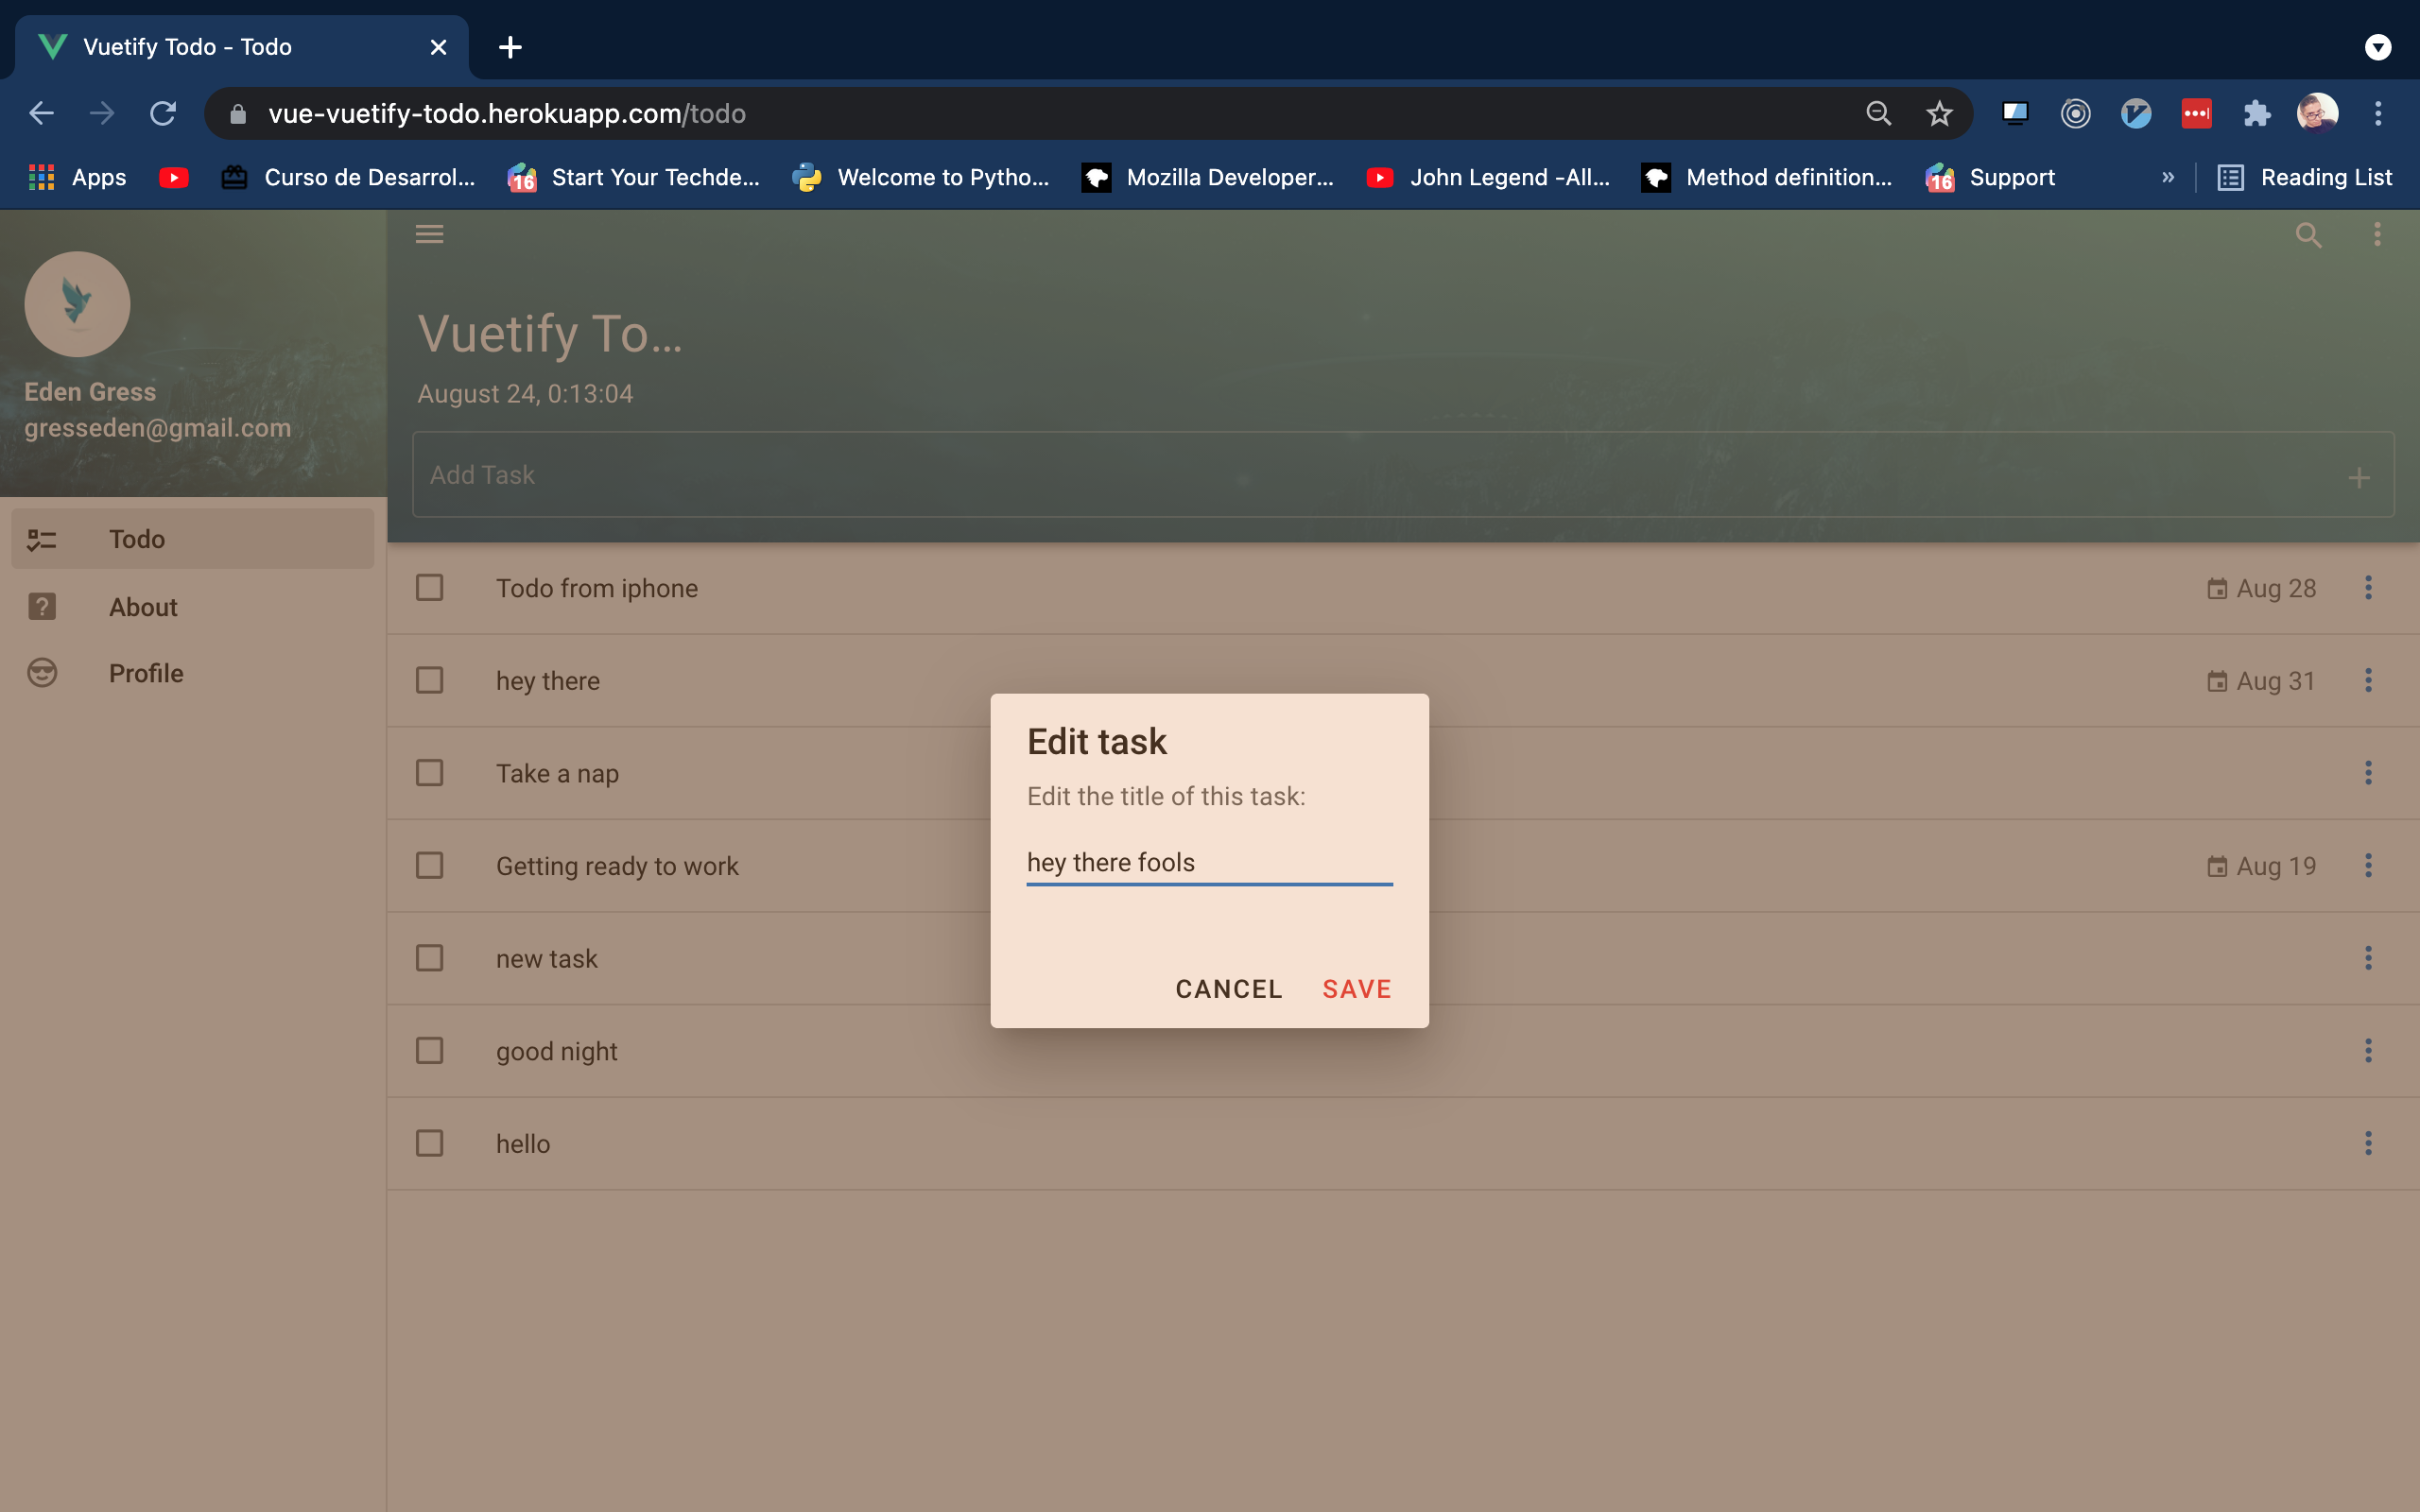 Vuetify Todo - Todo
vue-vuetify-todo.herokuapp.com/todo
Apps Curso de Desarrol... 16 Start Your Techde... Welcome to Pytho... Mozilla Developer... John Legend -All... Method definition... 16 Support » Reading List
Eden Gress
gresseden@gmail.com
Todo
About
Profile
Vuetify To...
August 24, 0:13:04
Add Task
Todo from iphone Aug 28
hey there Aug 31
Take a nap
Getting ready to work Aug 19
new task
good night
hello
Edit task
Edit the title of this task:
hey there fools
CANCEL SAVE